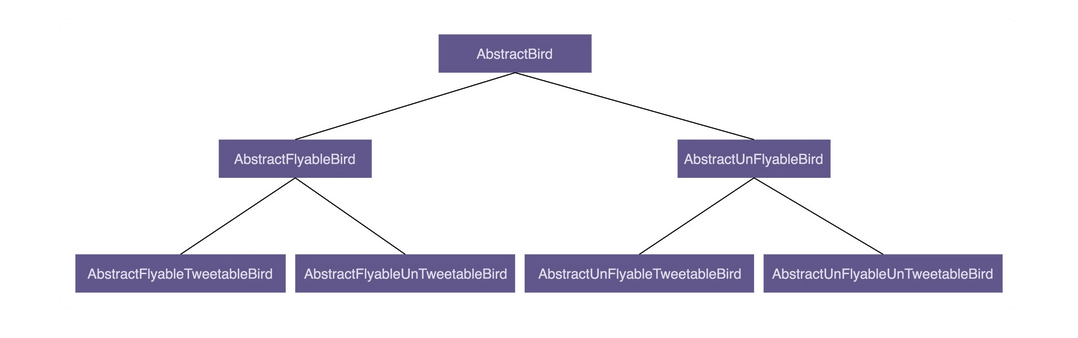 AbstractBird
AbstractFlyableBird
AbstractUnFlyableBird
AbstractFlyableTweetableBird
AbstractFlyableUnTweetableBird
AbstractUnFlyableTweetableBird
AbstractUnFlyableUnTweetableBird